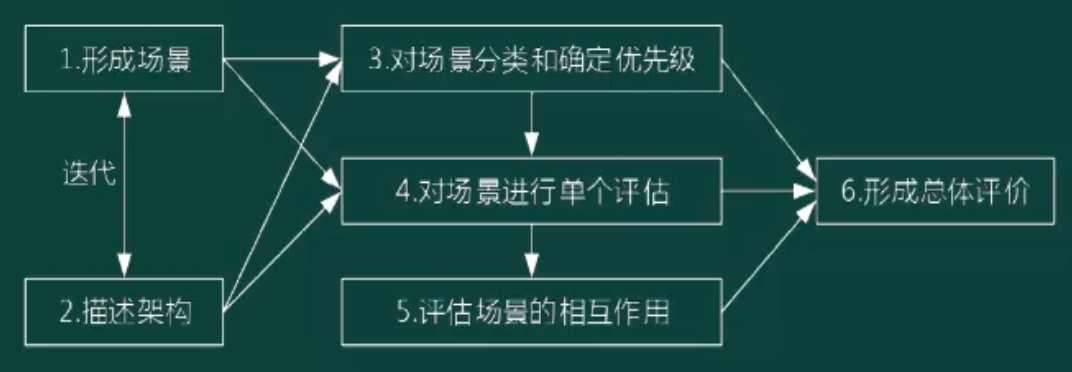 1.形成场景
3.对场景分类和确定优先级
迭代
4.对场景进行单个评估
6.形成总体评价
2.描述架构
5.评估场景的相互作用